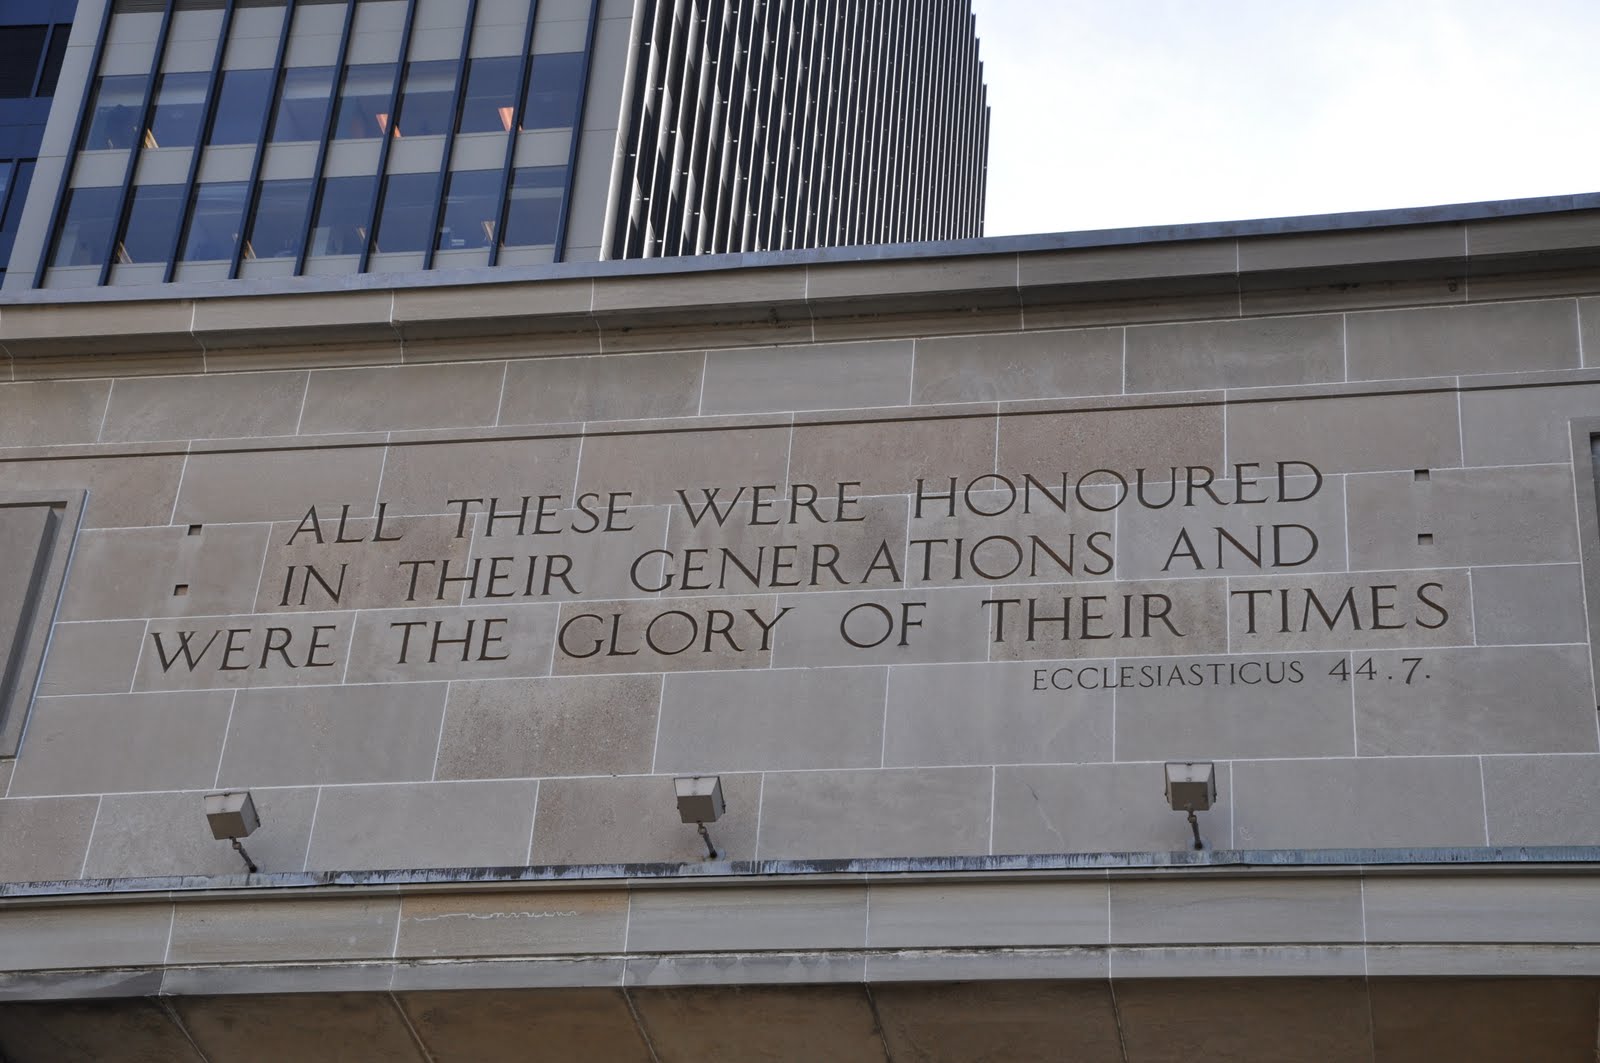 ALL THESE WERE HONOURED
IN THEIR GENERATIONS AND
WERE THE GLORY OF THEIR TIMES
ECCLESIASTICUS 44.7.